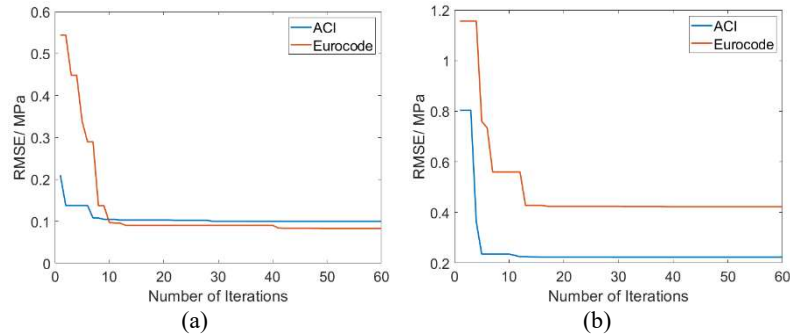 0.6
0.5
0.4
0.3
0.2
0.1
0
RMSE/ MPa
ACI
Eurocode
0 10 20 30 40 50 60
Number of Iterations
(a)
1.2
1
0.8
0.6
0.4
0.2
RMSE/ MPa
ACI
Eurocode
0 10 20 30 40 50 60
Number of Iterations
(b)